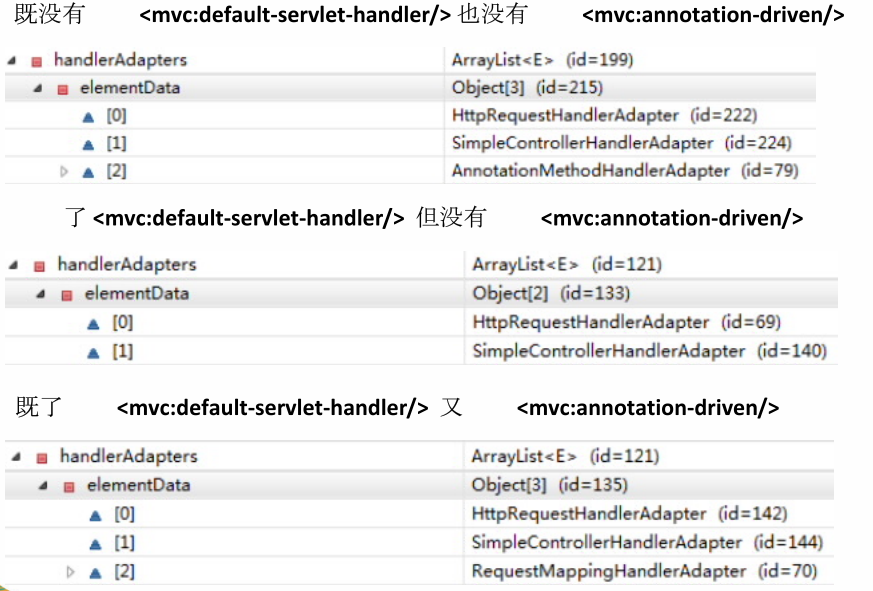 既没有 <mvc:default-servlet-handler/> 也没有 <mvc:annotation-driven/>
handlerAdapters ArrayList<E> (id=199)
elementData Object[3] (id=215)
[0] HttpRequestHandlerAdapter (id=222)
[1] SimpleControllerHandlerAdapter (id=224)
[2] AnnotationMethodHandlerAdapter (id=79)
了 <mvc:default-servlet-handler/> 但没有 <mvc:annotation-driven/>
handlerAdapters ArrayList<E> (id=121)
elementData Object[2] (id=133)
[0] HttpRequestHandlerAdapter (id=69)
[1] SimpleControllerHandlerAdapter (id=140)
既了 <mvc:default-servlet-handler/> 又 <mvc:annotation-driven/>
handlerAdapters ArrayList<E> (id=121)
elementData Object[3] (id=135)
[0] HttpRequestHandlerAdapter (id=142)
[1] SimpleControllerHandlerAdapter (id=144)
[2] RequestMappingHandlerAdapter (id=70)